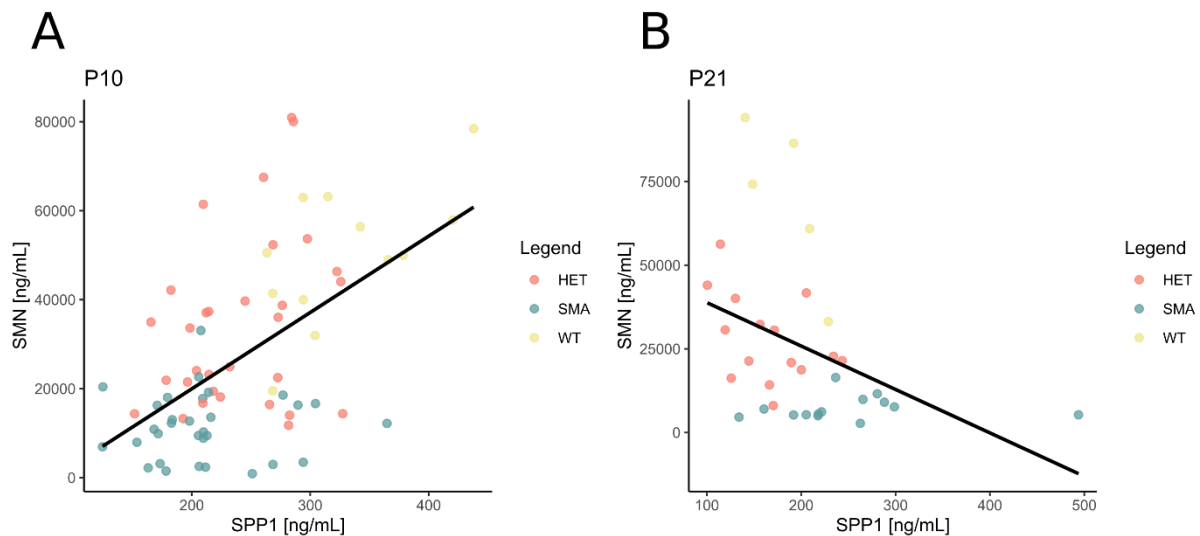 A
P10
SMN [ng/mL]
80000
60000
40000
20000
0
200
300
400
SPP1 [ng/mL]
Legend
HET
SMA
WT
B
P21
SMN [ng/mL]
75000
50000
25000
0
100
200
300
400
500
SPP1 [ng/mL]
Legend
HET
SMA
WT